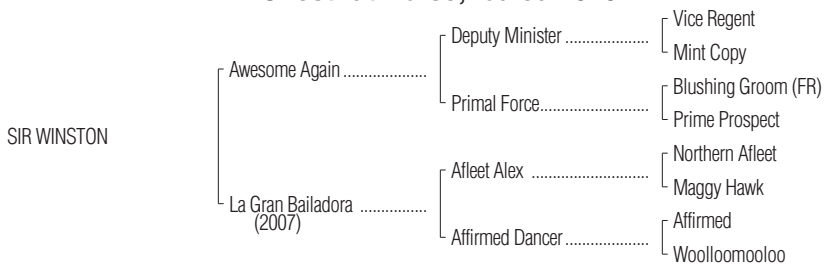 Vice Regent
Deputy Minister ....................
Mint Copy
Awesome Again ....................
Blushing Groom (FR)
Primal Force..........................
Prime Prospect
SIR WINSTON
Northern Afleet
Afleet Alex ............................
Maggy Hawk
La Gran Bailadora ................
(2007)
Affirmed
Affirmed Dancer....................
Woolloomooloo